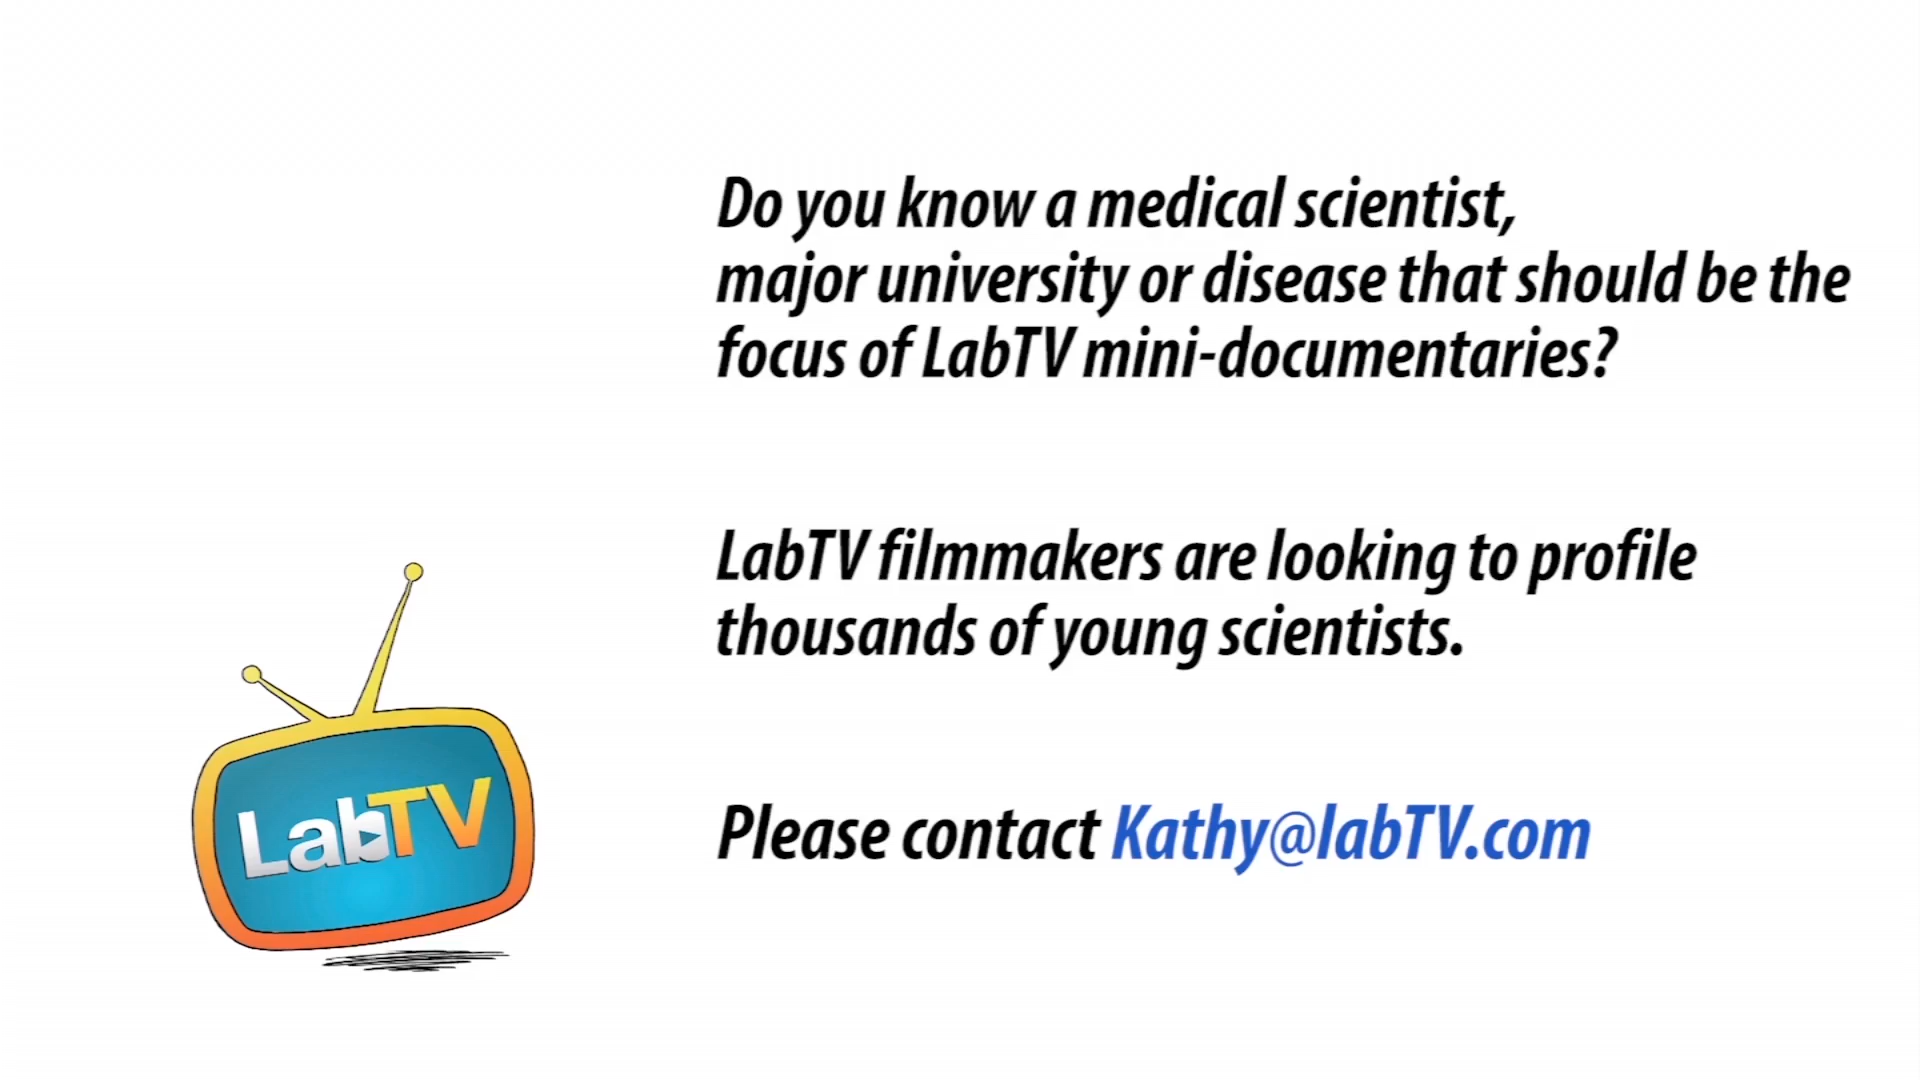 Do you know a medical scientist,
major university or disease that should be the
focus of LabTV mini-documentaries?
LabTV filmmakers are looking to profile
thousands of young scientists.
LabTV
Please contact Kathy@labTV.com